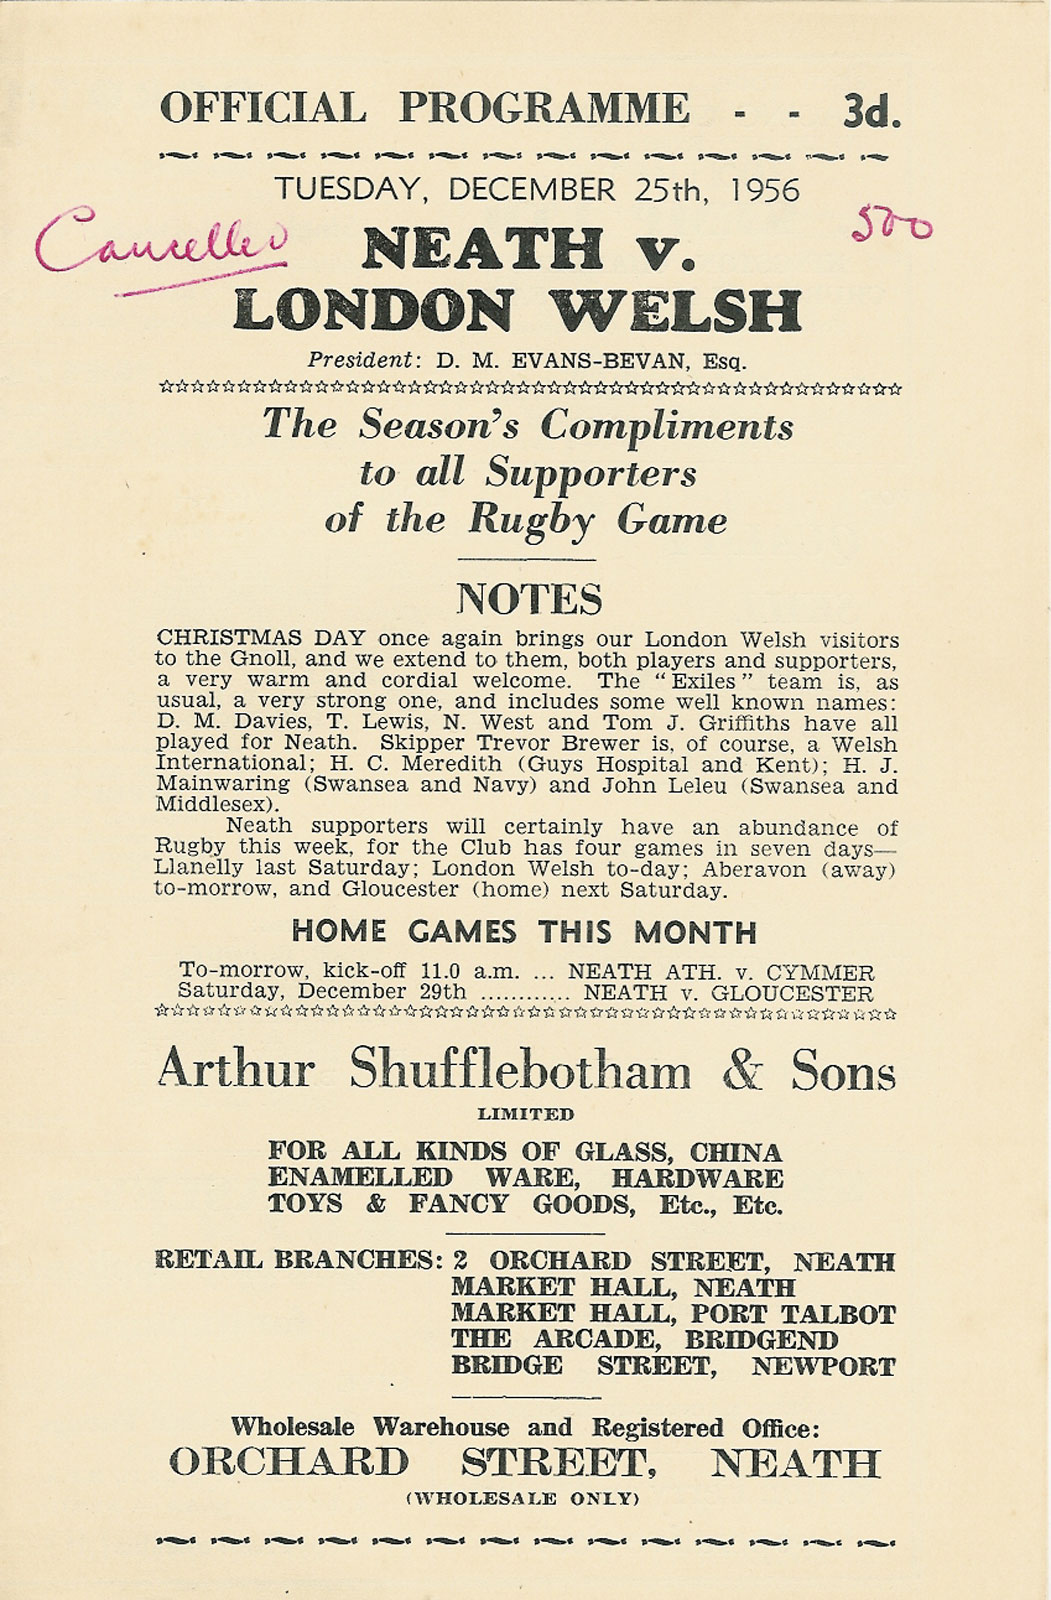 OFFICIAL PROGRAMME - - 3d.
TUESDAY, DECEMBER 25th, 1956
Cancelled
500
NEATH v.
LONDON WELSH
President: D. M. EVANS-BEVAN, Esq.
The Season's Compliments
to all Supporters
of the Rugby Game
NOTES
CHRISTMAS DAY once again brings our London Welsh visitors
to the Gnoll, and we extend to them, both players and supporters,
a very warm and cordial welcome. The "Exiles" team is, as
usual, a very strong one, and includes some well known names:
D. M. Davies, T. Lewis, N. West and Tom J. Griffiths have all
played for Neath. Skipper Trevor Brewer is, of course, a Welsh
International; H. C. Meredith (Guys Hospital and Kent); H. J.
Mainwaring (Swansea and Navy) and John Leleu (Swansea and
Middlesex).
Neath supporters will certainly have an abundance of
Rugby this week, for the Club has four games in seven days—
Llanelly last Saturday; London Welsh to-day; Aberavon (away)
to-morrow, and Gloucester (home) next Saturday.
HOME GAMES THIS MONTH
To-morrow, kick-off 11.0 a.m. ... NEATH ATH. v. CYMMER
Saturday, December 29th ............ NEATH v. GLOUCESTER
Arthur Shufflebotham & Sons
LIMITED
FOR ALL KINDS OF GLASS, CHINA
ENAMELLED WARE, HARDWARE
TOYS & FANCY GOODS, Etc., Etc.
RETAIL BRANCHES: 2 ORCHARD STREET, NEATH
MARKET HALL, NEATH
MARKET HALL, PORT TALBOT
THE ARCADE, BRIDGEND
BRIDGE STREET, NEWPORT
Wholesale Warehouse and Registered Office:
ORCHARD STREET, NEATH
(WHOLESALE ONLY)